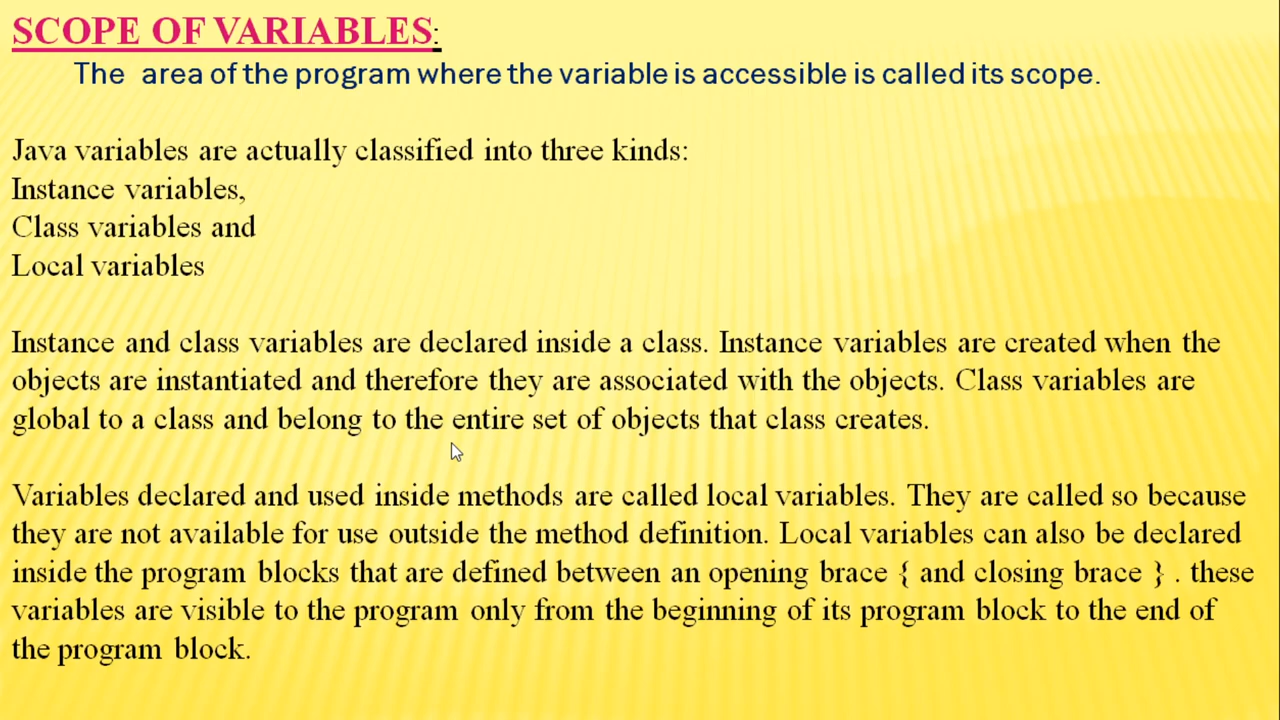 SCOPE OF VARIABLES:
The area of the program where the variable is accessible is called its scope.
Java variables are actually classified into three kinds:
Instance variables,
Class variables and
Local variables
Instance and class variables are declared inside a class. Instance variables are created when the
objects are instantiated and therefore they are associated with the objects. Class variables are
global to a class and belong to the entire set of objects that class creates.
Variables declared and used inside methods are called local variables. They are called so because
they are not available for use outside the method definition. Local variables can also be declared
inside the program blocks that are defined between an opening brace { and closing brace } . these
variables are visible to the program only from the beginning of its program block to the end of
the program block.